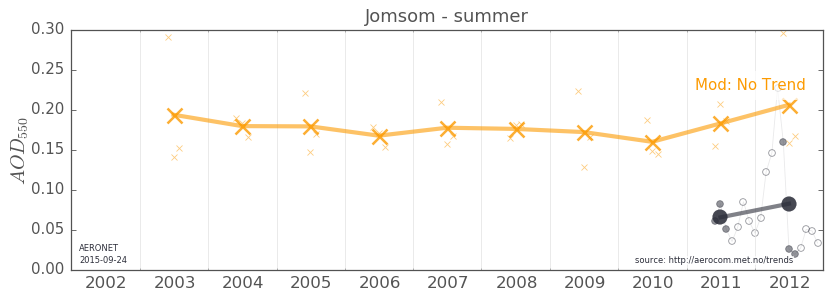 Jomsom - summer
0.30
0.25
0.20
0.15
0.10
0.05
0.00
AOD550
Mod: No Trend
AERONET
2015-09-24
source: http://aerocom.met.no/trends
2002 2003 2004 2005 2006 2007 2008 2009 2010 2011 2012